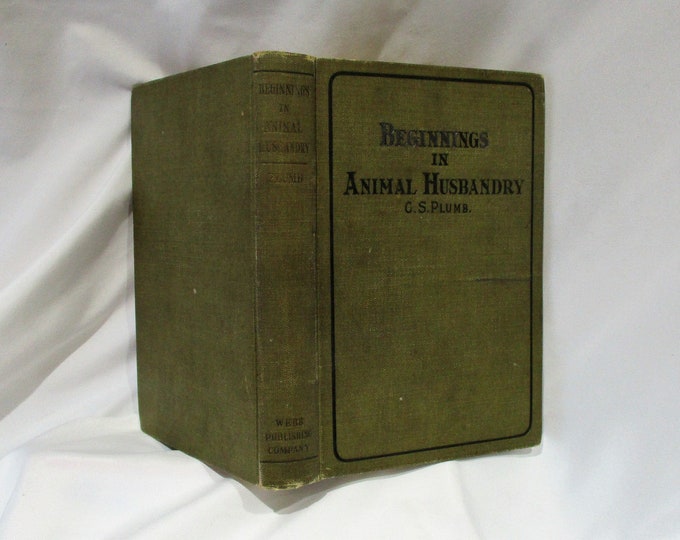 BEGINNINGS
IN
ANIMAL
HUSBANDRY
PLUMB
WEBB
PUBLISHING
COMPANY
BEGINNINGS
IN
ANIMAL HUSBANDRY
C. S. PLUMB.